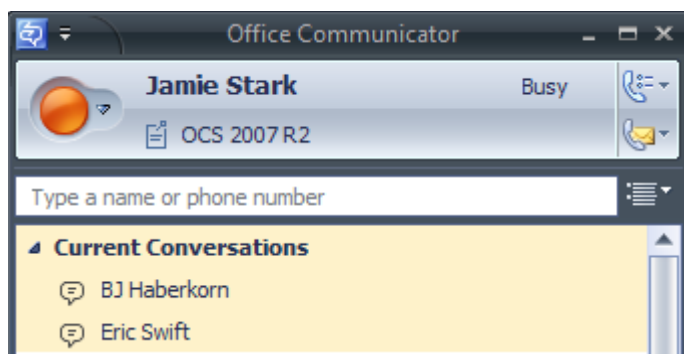 Office Communicator
Jamie Stark Busy
OCS 2007 R2
Type a name or phone number
Current Conversations
BJ Haberkorn
Eric Swift